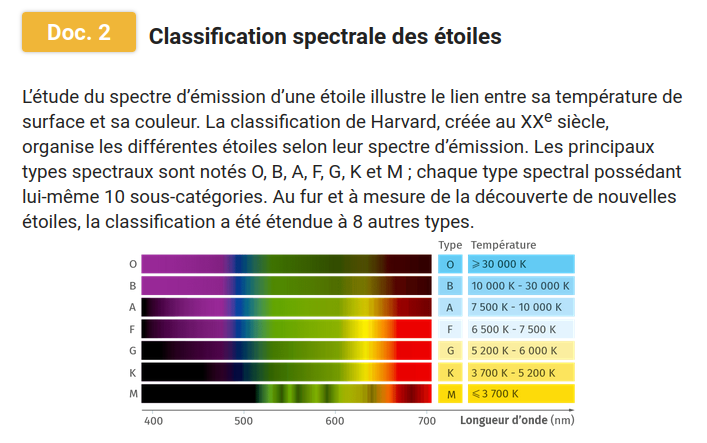 Doc. 2
Classification spectrale des étoiles
L’étude du spectre d’émission d’une étoile illustre le lien entre sa température de
surface et sa couleur. La classification de Harvard, créée au XXe siècle,
organise les différentes étoiles selon leur spectre d’émission. Les principaux
types spectraux sont notés O, B, A, F, G, K et M ; chaque type spectral possédant
lui-même 10 sous-catégories. Au fur et à mesure de la découverte de nouvelles
étoiles, la classification a été étendue à 8 autres types.
Type Température
O O ⩾ 30 000 K
B B 10 000 K - 30 000 K
A A 7 500 K - 10 000 K
F F 6 500 K - 7 500 K
G G 5 200 K - 6 000 K
K K 3 700 K - 5 200 K
M M ⩽ 3 700 K
400 500 600 700 Longueur d’onde (nm)